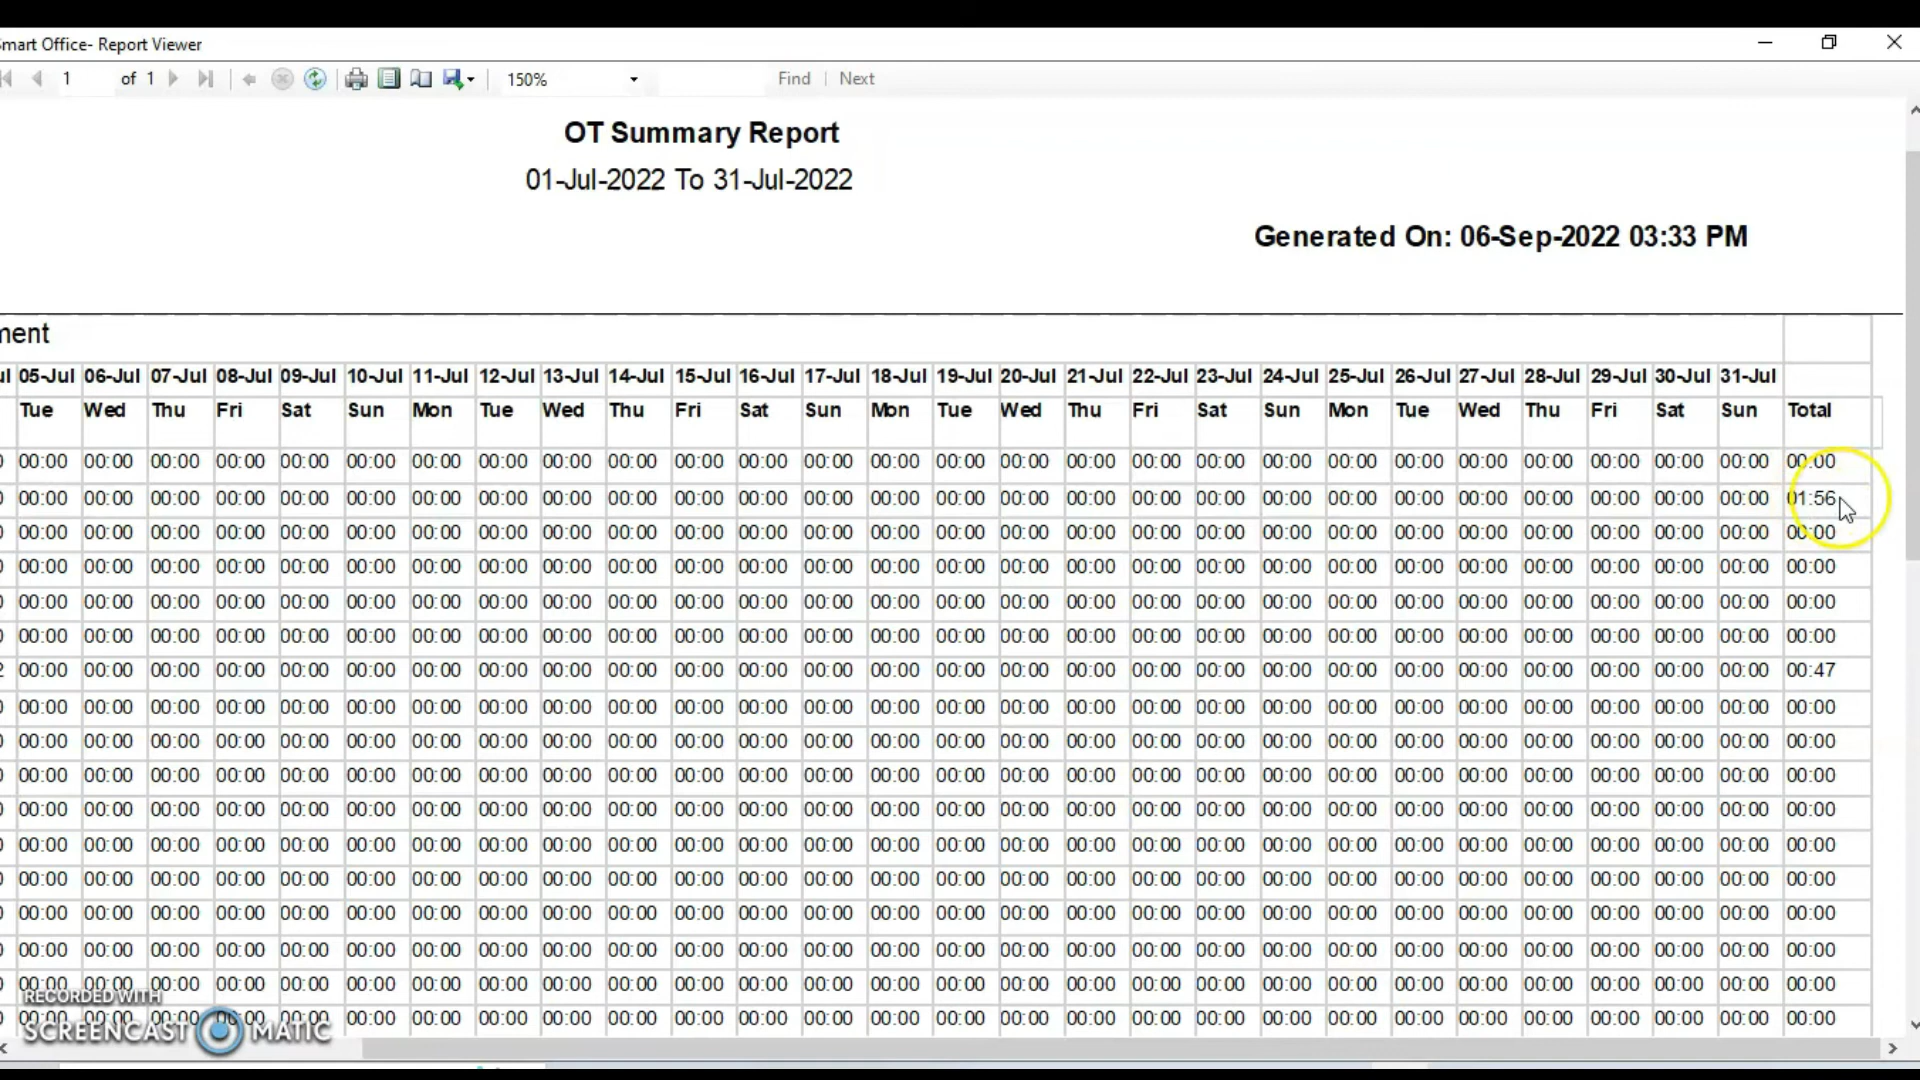 Smart Office- Report Viewer
1 of 1 150% Find | Next
OT Summary Report
01-Jul-2022 To 31-Jul-2022
Generated On: 06-Sep-2022 03:33 PM
ment
ul 05-Jul 06-Jul 07-Jul 08-Jul 09-Jul 10-Jul 11-Jul 12-Jul 13-Jul 14-Jul 15-Jul 16-Jul 17-Jul 18-Jul 19-Jul 20-Jul 21-Jul 22-Jul 23-Jul 24-Jul 25-Jul 26-Jul 27-Jul 28-Jul 29-Jul 30-Jul 31-Jul
Tue Wed Thu Fri Sat Sun Mon Tue Wed Thu Fri Sat Sun Mon Tue Wed Thu Fri Sat Sun Mon Tue Wed Thu Fri Sat Sun Total
0 00:00 00:00 00:00 00:00 00:00 00:00 00:00 00:00 00:00 00:00 00:00 00:00 00:00 00:00 00:00 00:00 00:00 00:00 00:00 00:00 00:00 00:00 00:00 00:00 00:00 00:00 00:00 00:00
0 00:00 00:00 00:00 00:00 00:00 00:00 00:00 00:00 00:00 00:00 00:00 00:00 00:00 00:00 00:00 00:00 00:00 00:00 00:00 00:00 00:00 00:00 00:00 00:00 00:00 00:00 00:00 01:56
0 00:00 00:00 00:00 00:00 00:00 00:00 00:00 00:00 00:00 00:00 00:00 00:00 00:00 00:00 00:00 00:00 00:00 00:00 00:00 00:00 00:00 00:00 00:00 00:00 00:00 00:00 00:00 00:00
0 00:00 00:00 00:00 00:00 00:00 00:00 00:00 00:00 00:00 00:00 00:00 00:00 00:00 00:00 00:00 00:00 00:00 00:00 00:00 00:00 00:00 00:00 00:00 00:00 00:00 00:00 00:00 00:00
0 00:00 00:00 00:00 00:00 00:00 00:00 00:00 00:00 00:00 00:00 00:00 00:00 00:00 00:00 00:00 00:00 00:00 00:00 00:00 00:00 00:00 00:00 00:00 00:00 00:00 00:00 00:00 00:00
0 00:00 00:00 00:00 00:00 00:00 00:00 00:00 00:00 00:00 00:00 00:00 00:00 00:00 00:00 00:00 00:00 00:00 00:00 00:00 00:00 00:00 00:00 00:00 00:00 00:00 00:00 00:00 00:00
2 00:00 00:00 00:00 00:00 00:00 00:00 00:00 00:00 00:00 00:00 00:00 00:00 00:00 00:00 00:00 00:00 00:00 00:00 00:00 00:00 00:00 00:00 00:00 00:00 00:00 00:00 00:00 00:47
0 00:00 00:00 00:00 00:00 00:00 00:00 00:00 00:00 00:00 00:00 00:00 00:00 00:00 00:00 00:00 00:00 00:00 00:00 00:00 00:00 00:00 00:00 00:00 00:00 00:00 00:00 00:00 00:00
0 00:00 00:00 00:00 00:00 00:00 00:00 00:00 00:00 00:00 00:00 00:00 00:00 00:00 00:00 00:00 00:00 00:00 00:00 00:00 00:00 00:00 00:00 00:00 00:00 00:00 00:00 00:00 00:00
0 00:00 00:00 00:00 00:00 00:00 00:00 00:00 00:00 00:00 00:00 00:00 00:00 00:00 00:00 00:00 00:00 00:00 00:00 00:00 00:00 00:00 00:00 00:00 00:00 00:00 00:00 00:00 00:00
0 00:00 00:00 00:00 00:00 00:00 00:00 00:00 00:00 00:00 00:00 00:00 00:00 00:00 00:00 00:00 00:00 00:00 00:00 00:00 00:00 00:00 00:00 00:00 00:00 00:00 00:00 00:00 00:00
0 00:00 00:00 00:00 00:00 00:00 00:00 00:00 00:00 00:00 00:00 00:00 00:00 00:00 00:00 00:00 00:00 00:00 00:00 00:00 00:00 00:00 00:00 00:00 00:00 00:00 00:00 00:00 00:00
0 00:00 00:00 00:00 00:00 00:00 00:00 00:00 00:00 00:00 00:00 00:00 00:00 00:00 00:00 00:00 00:00 00:00 00:00 00:00 00:00 00:00 00:00 00:00 00:00 00:00 00:00 00:00 00:00
0 00:00 00:00 00:00 00:00 00:00 00:00 00:00 00:00 00:00 00:00 00:00 00:00 00:00 00:00 00:00 00:00 00:00 00:00 00:00 00:00 00:00 00:00 00:00 00:00 00:00 00:00 00:00 00:00
0 00:00 00:00 00:00 00:00 00:00 00:00 00:00 00:00 00:00 00:00 00:00 00:00 00:00 00:00 00:00 00:00 00:00 00:00 00:00 00:00 00:00 00:00 00:00 00:00 00:00 00:00 00:00 00:00
0 00:00 00:00 00:00 00:00 00:00 00:00 00:00 00:00 00:00 00:00 00:00 00:00 00:00 00:00 00:00 00:00 00:00 00:00 00:00 00:00 00:00 00:00 00:00 00:00 00:00 00:00 00:00 00:00
0 00:00 00:00 00:00 00:00 00:00 00:00 00:00 00:00 00:00 00:00 00:00 00:00 00:00 00:00 00:00 00:00 00:00 00:00 00:00 00:00 00:00 00:00 00:00 00:00 00:00 00:00 00:00 00:00
RECORDED WITH
SCREENCAST MATIC